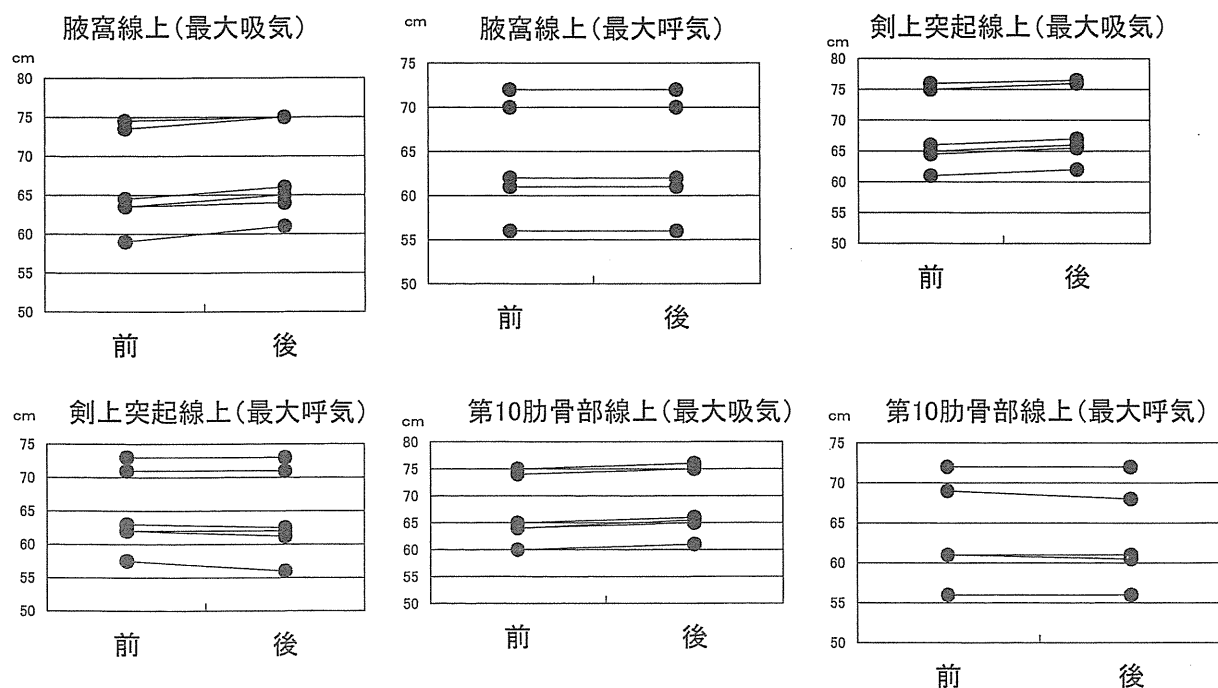 腋窩線上(最大吸気)
cm
80
75
70
65
60
55
50
前 後
腋窩線上(最大呼気)
cm
75
70
65
60
55
50
前 後
剣上突起線上(最大吸気)
cm
80
75
70
65
60
55
50
前 後
剣上突起線上(最大呼気)
cm
75
70
65
60
55
50
前 後
第10肋骨部線上(最大吸気)
cm
80
75
70
65
60
55
50
前 後
第10肋骨部線上(最大呼気)
cm
75
70
65
60
55
50
前 後